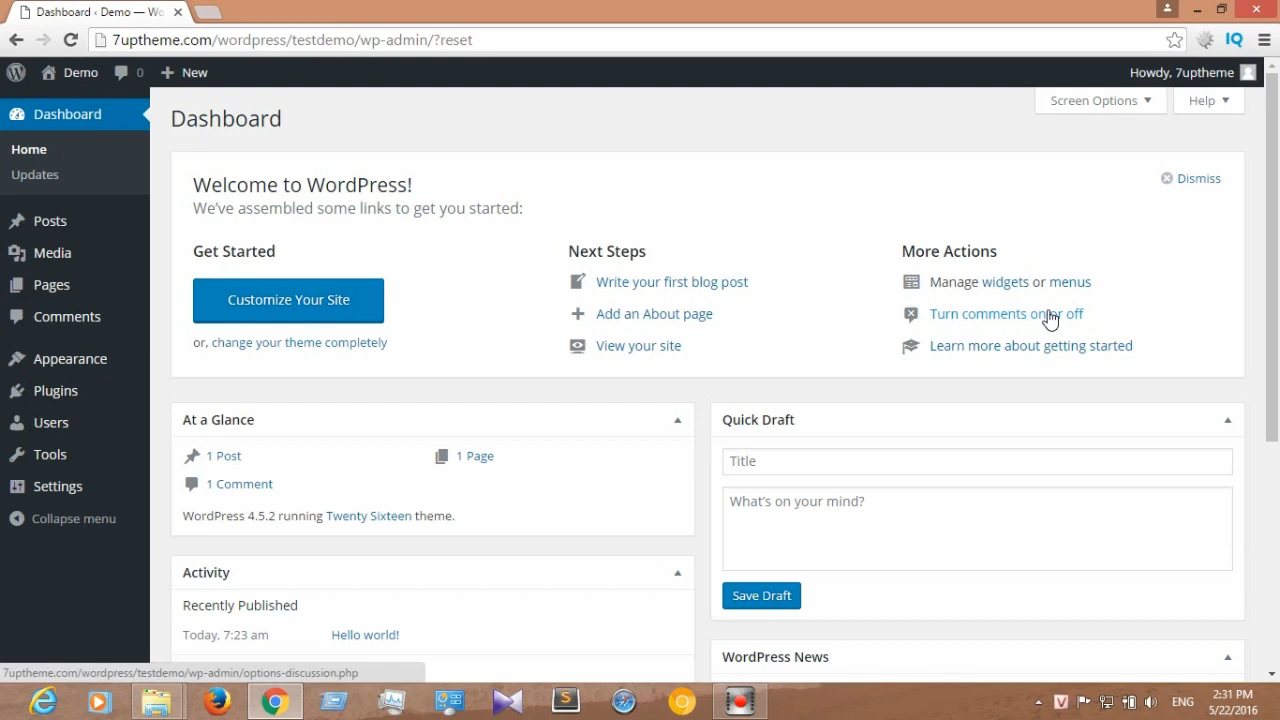 Dashboard ‹ Demo — Wo
7uptheme.com/wordpress/testdemo/wp-admin/?reset
IQ
Demo
0
New
Howdy, 7uptheme
Dashboard
Home
Updates
Posts
Media
Pages
Comments
Appearance
Plugins
Users
Tools
Settings
Collapse menu
Dashboard
Screen Options
Help
Welcome to WordPress!
We've assembled some links to get you started:
Dismiss
Get Started
Customize Your Site
or, change your theme completely
Next Steps
Write your first blog post
Add an About page
View your site
More Actions
Manage widgets or menus
Turn comments on or off
Learn more about getting started
At a Glance
1 Post
1 Page
1 Comment
WordPress 4.5.2 running Twenty Sixteen theme.
Activity
Recently Published
Today, 7:23 am
Hello world!
Quick Draft
Title
What's on your mind?
Save Draft
WordPress News
7uptheme.com/wordpress/testdemo/wp-admin/options-discussion.php
S
V
ENG
2:31 PM
5/22/2016